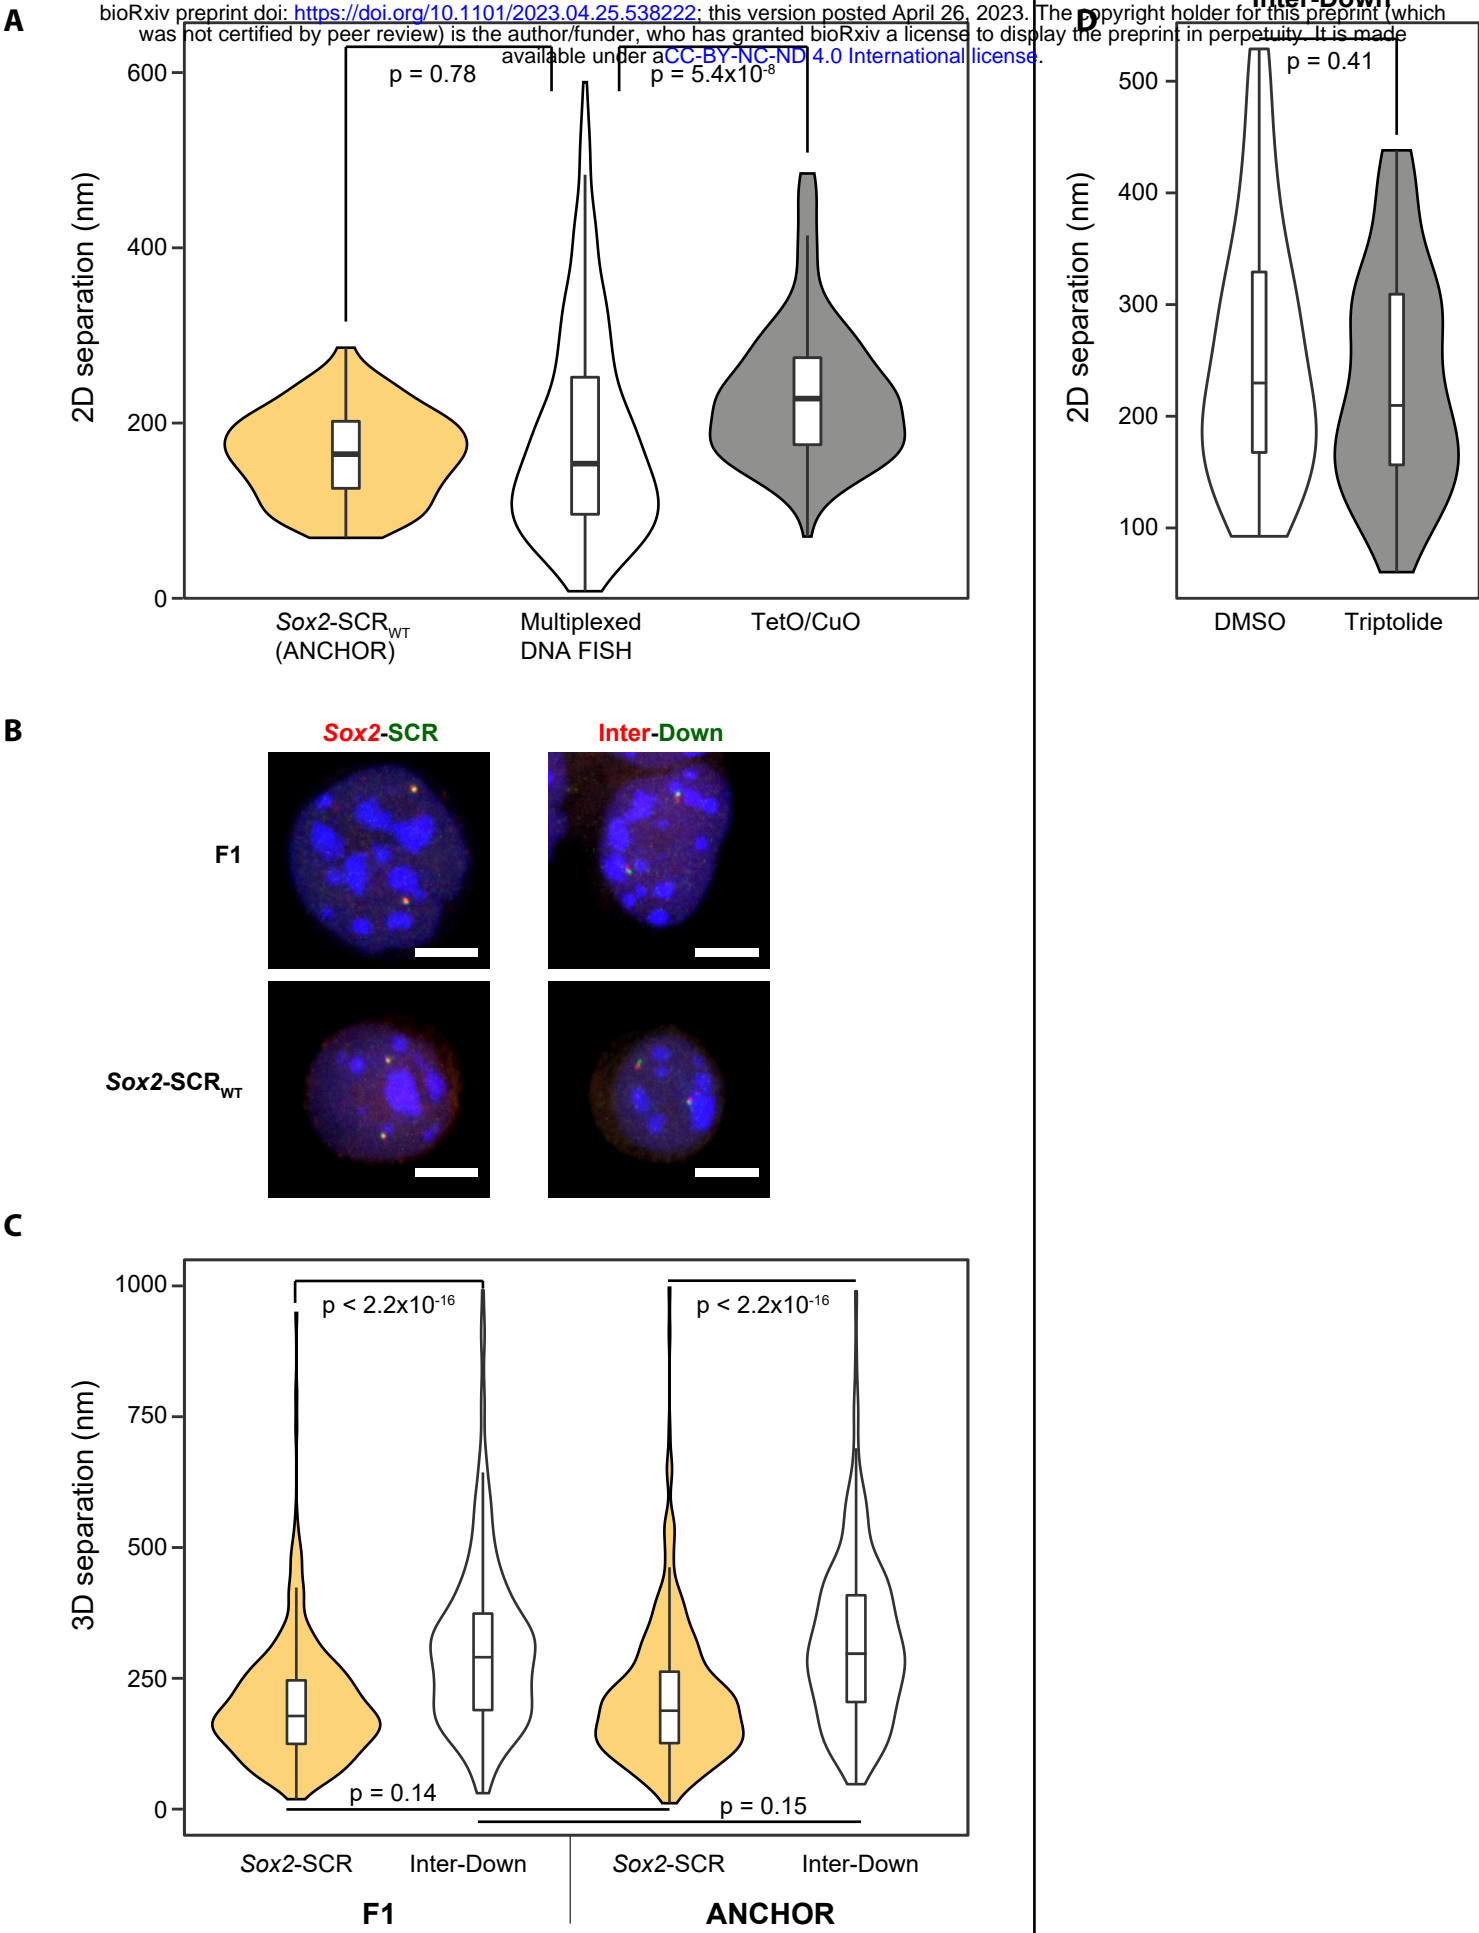 bioRxiv preprint doi: https://doi.org/10.1101/2023.04.25.538222; this version posted April 26, 2023. The copyright holder for this preprint (which
was not certified by peer review) is the author/funder, who has granted bioRxiv a license to display the preprint in perpetuity. It is made
available under aCC-BY-NC-ND 4.0 International license.
A
p = 0.78
p = 5.4x10-8
2D separation (nm)
600
400
200
0
Sox2-SCRWT
(ANCHOR)
Multiplexed
DNA FISH
TetO/CuO
D
Inter-Down
p = 0.41
2D separation (nm)
500
400
300
200
100
DMSO
Triptolide
B
Sox2-SCR
Inter-Down
F1
Sox2-SCRWT
C
p < 2.2x10-16
p < 2.2x10-16
3D separation (nm)
1000
750
500
250
0
p = 0.14
p = 0.15
Sox2-SCR
Inter-Down
Sox2-SCR
Inter-Down
F1
ANCHOR